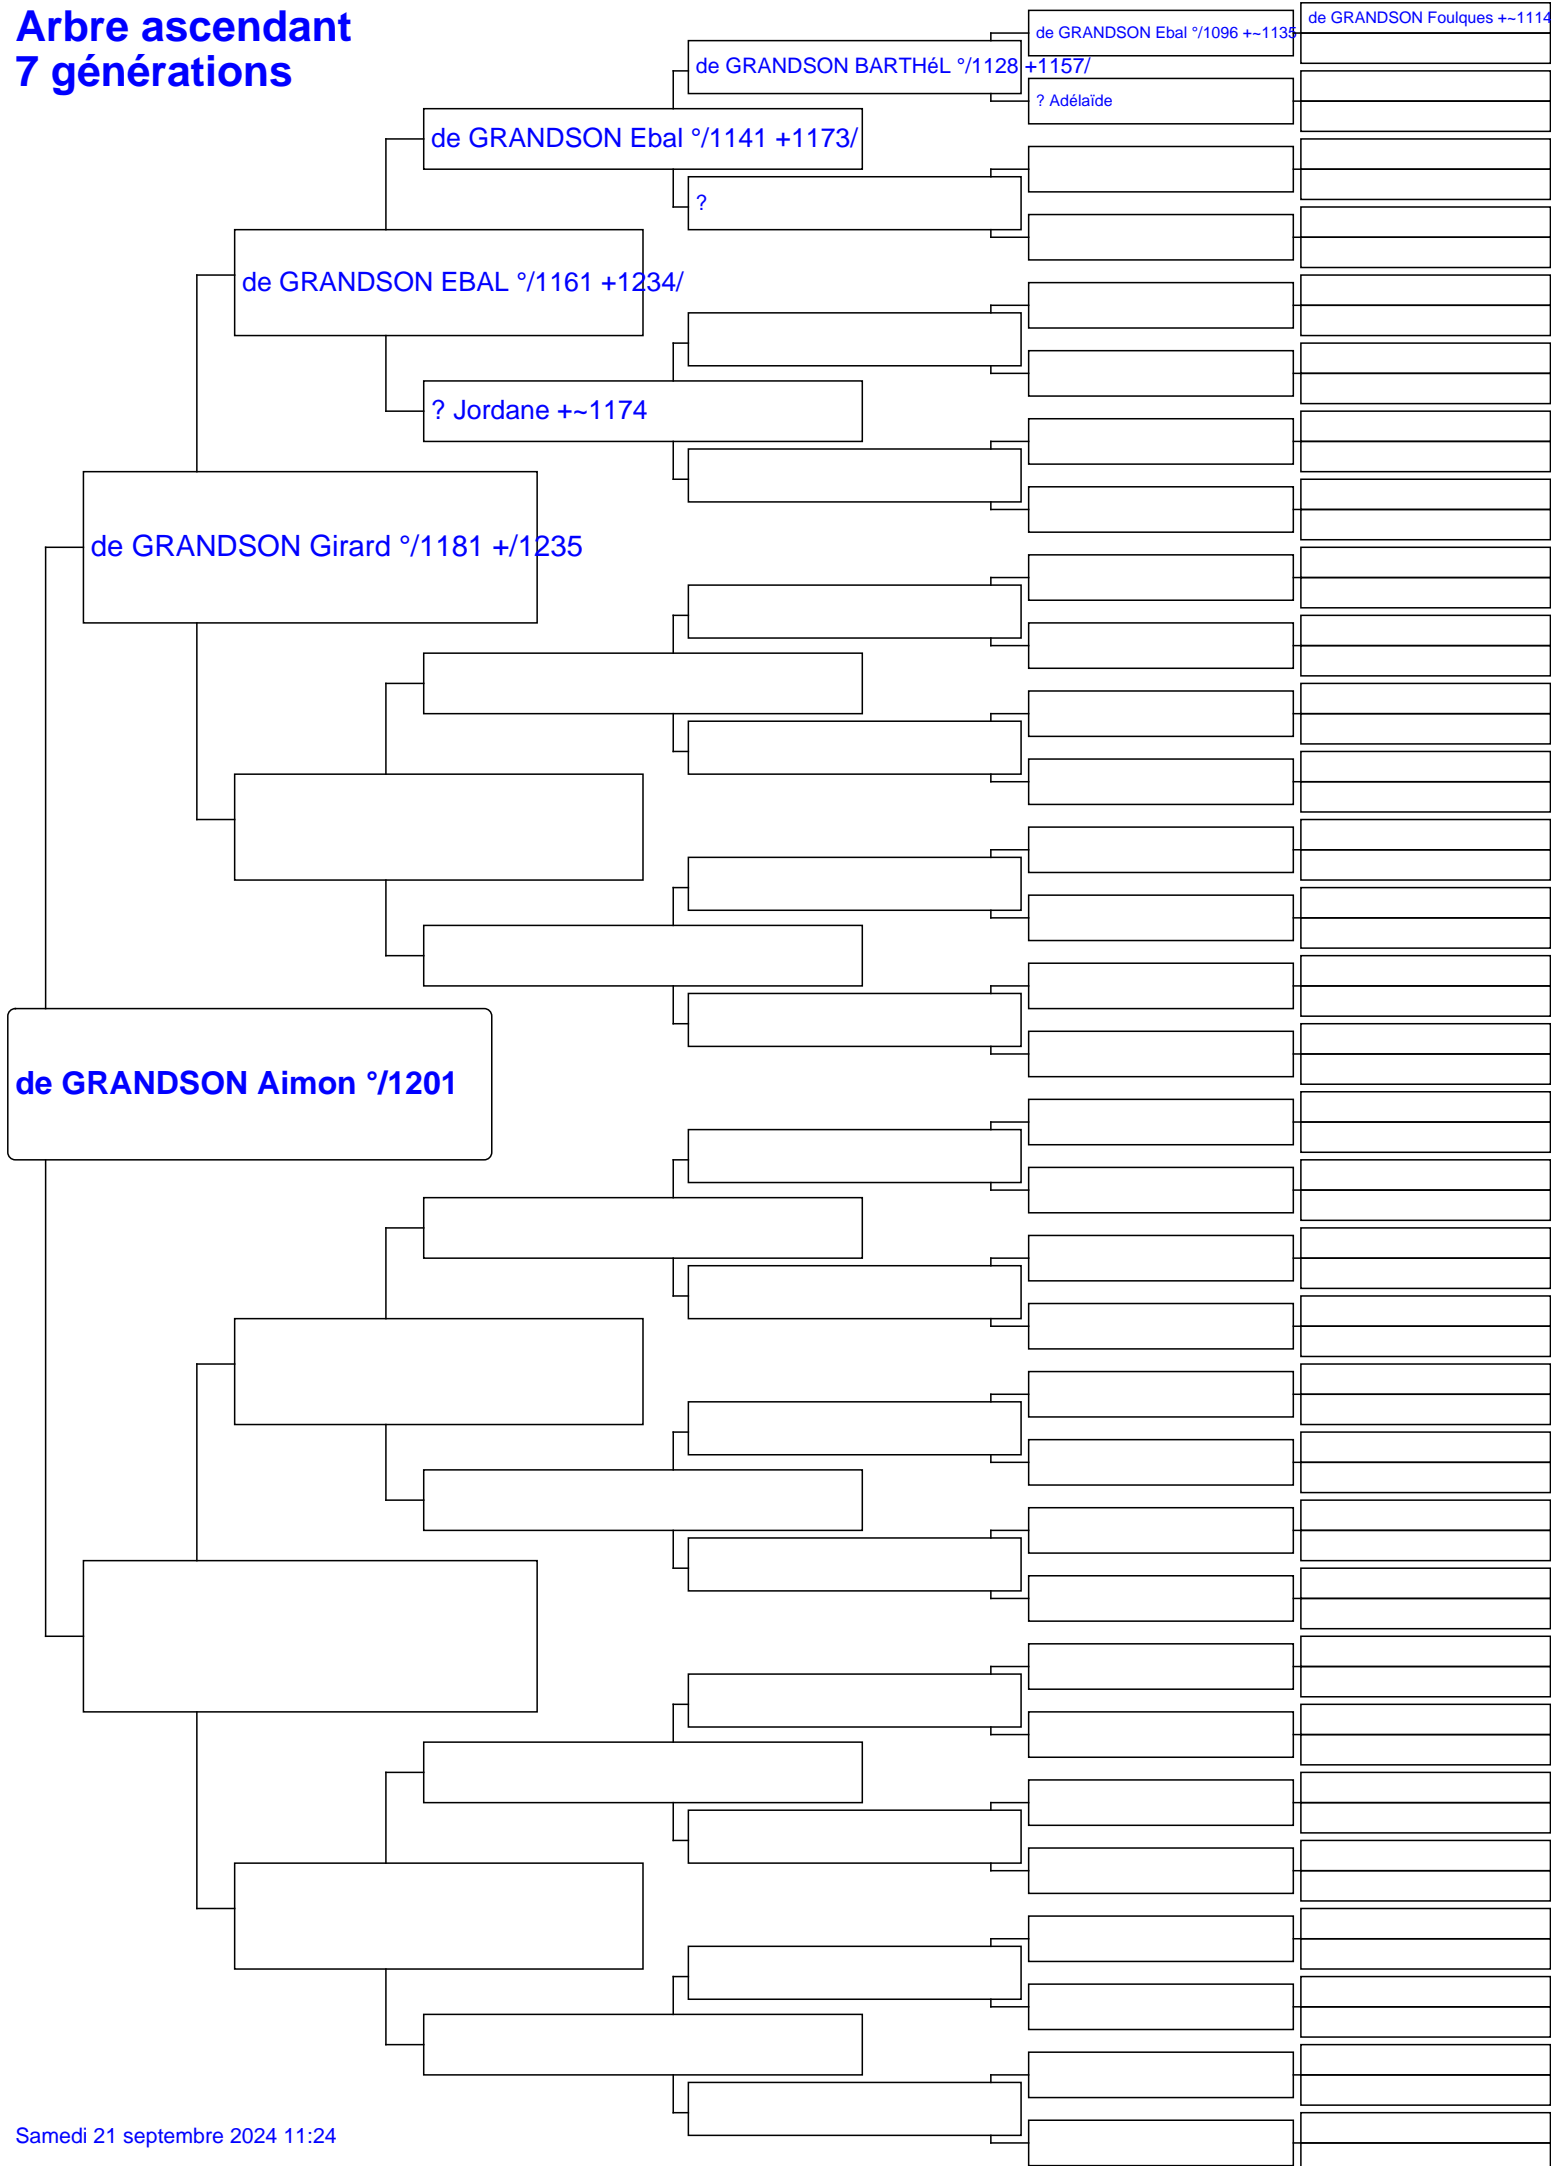 Arbre ascendant
7 générations
de GRANDSON Foulques +~1114
de GRANDSON Ebal °/1096 +~1135
de GRANDSON BARTHéL °/1128 +1157/
? Adélaïde
de GRANDSON Ebal °/1141 +1173/
?
de GRANDSON EBAL °/1161 +1234/
? Jordane +~1174
de GRANDSON Girard °/1181 +/1235
de GRANDSON Aimon °/1201
Samedi 21 septembre 2024 11:24